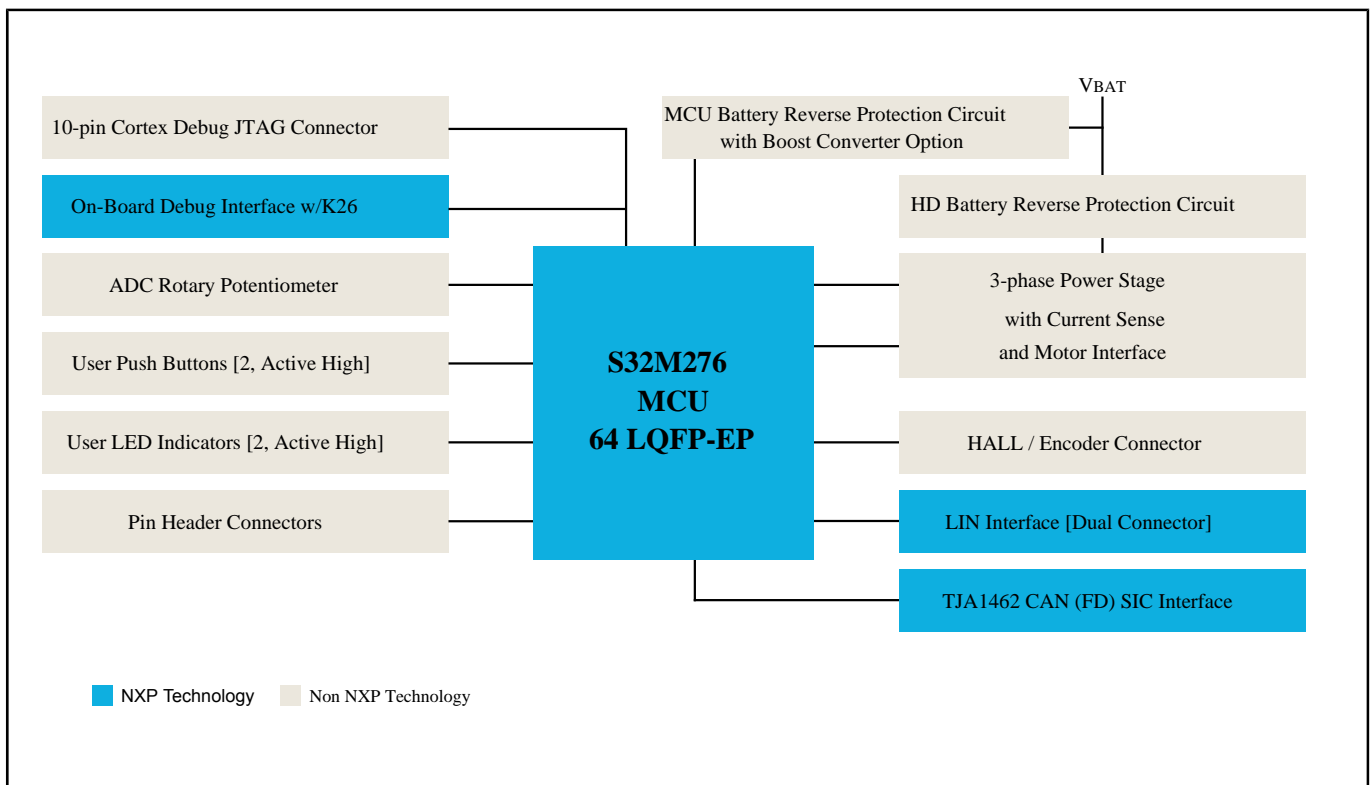 VBAT
10-pin Cortex Debug JTAG Connector
MCU Battery Reverse Protection Circuit
with Boost Converter Option
On-Board Debug Interface w/K26
HD Battery Reverse Protection Circuit
ADC Rotary Potentiometer
3-phase Power Stage
with Current Sense
and Motor Interface
User Push Buttons [2, Active High]
S32M276
MCU
64 LQFP-EP
User LED Indicators [2, Active High]
HALL / Encoder Connector
Pin Header Connectors
LIN Interface [Dual Connector]
TJA1462 CAN (FD) SIC Interface
NXP Technology
Non NXP Technology